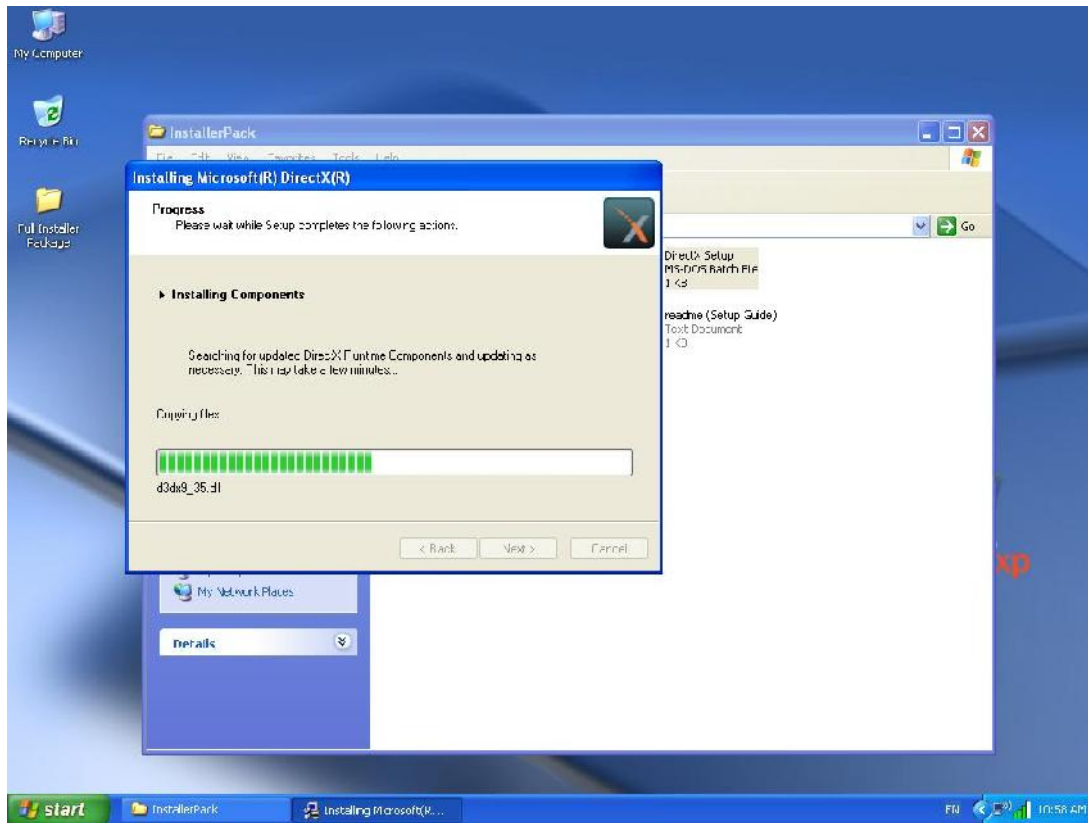 My Computer
Recycle Bin
Full Installer
Package
InstallerPack
File Edit View Favorites Tools Help
Installing Microsoft(R) DirectX(R)
Progress
Please wait while Setup completes the following actions.
Installing Components
Searching for updated DirectX Runtime Components and updating as
necessary. This may take a few minutes...
Copying files
d3dx9_35.dll
< Back
Next >
Cancel
Go
DirectX Setup
MS-DOS Batch File
1 KB
readme (Setup Guide)
Text Document
1 KB
My Network Places
Details
xp
start
InstallerPack
Installing Microsoft(R...
EN
10:58 AM